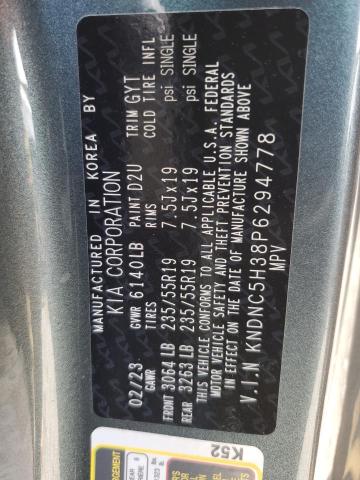 MANUFACTURED IN KOREA BY
KIA CORPORATION
02/23 GVWR 6140LB PAINT D2U TRIM GYT
GAWR TIRES RIMS COLD TIRE INFL
FRONT 3064 LB 235/55R19 7.5Jx19 psi SINGLE
REAR 3263 LB 235/55R19 7.5Jx19 psi SINGLE
THIS VEHICLE CONFORMS TO ALL APPLICABLE U.S.A. FEDERAL
MOTOR VEHICLE SAFETY AND THEFT PREVENTION STANDARDS
IN EFFECT ON THE DATE OF MANUFACTURE SHOWN ABOVE
V.I.N KNDNC5H38P6294778
MPV
K52